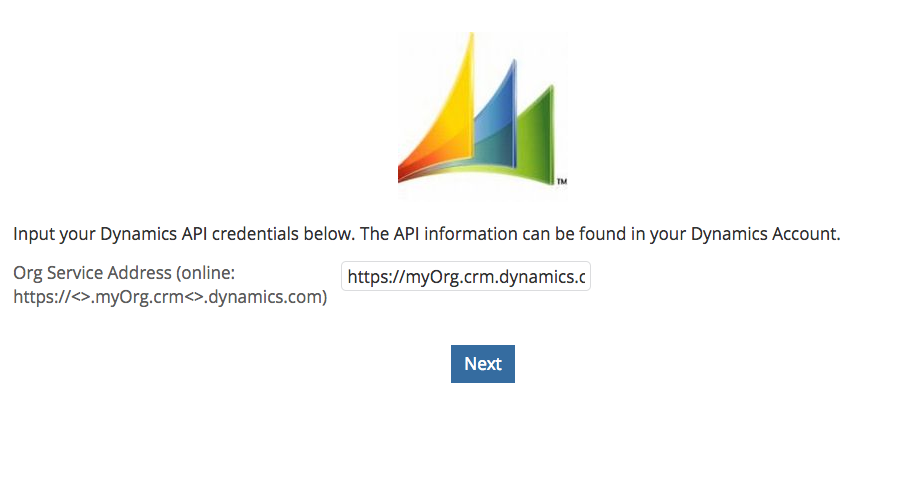 TM
Input your Dynamics API credentials below. The API information can be found in your Dynamics Account.
Org Service Address (online:
https://<>.myOrg.crm<>.dynamics.com)
https://myOrg.crm.dynamics.c
Next